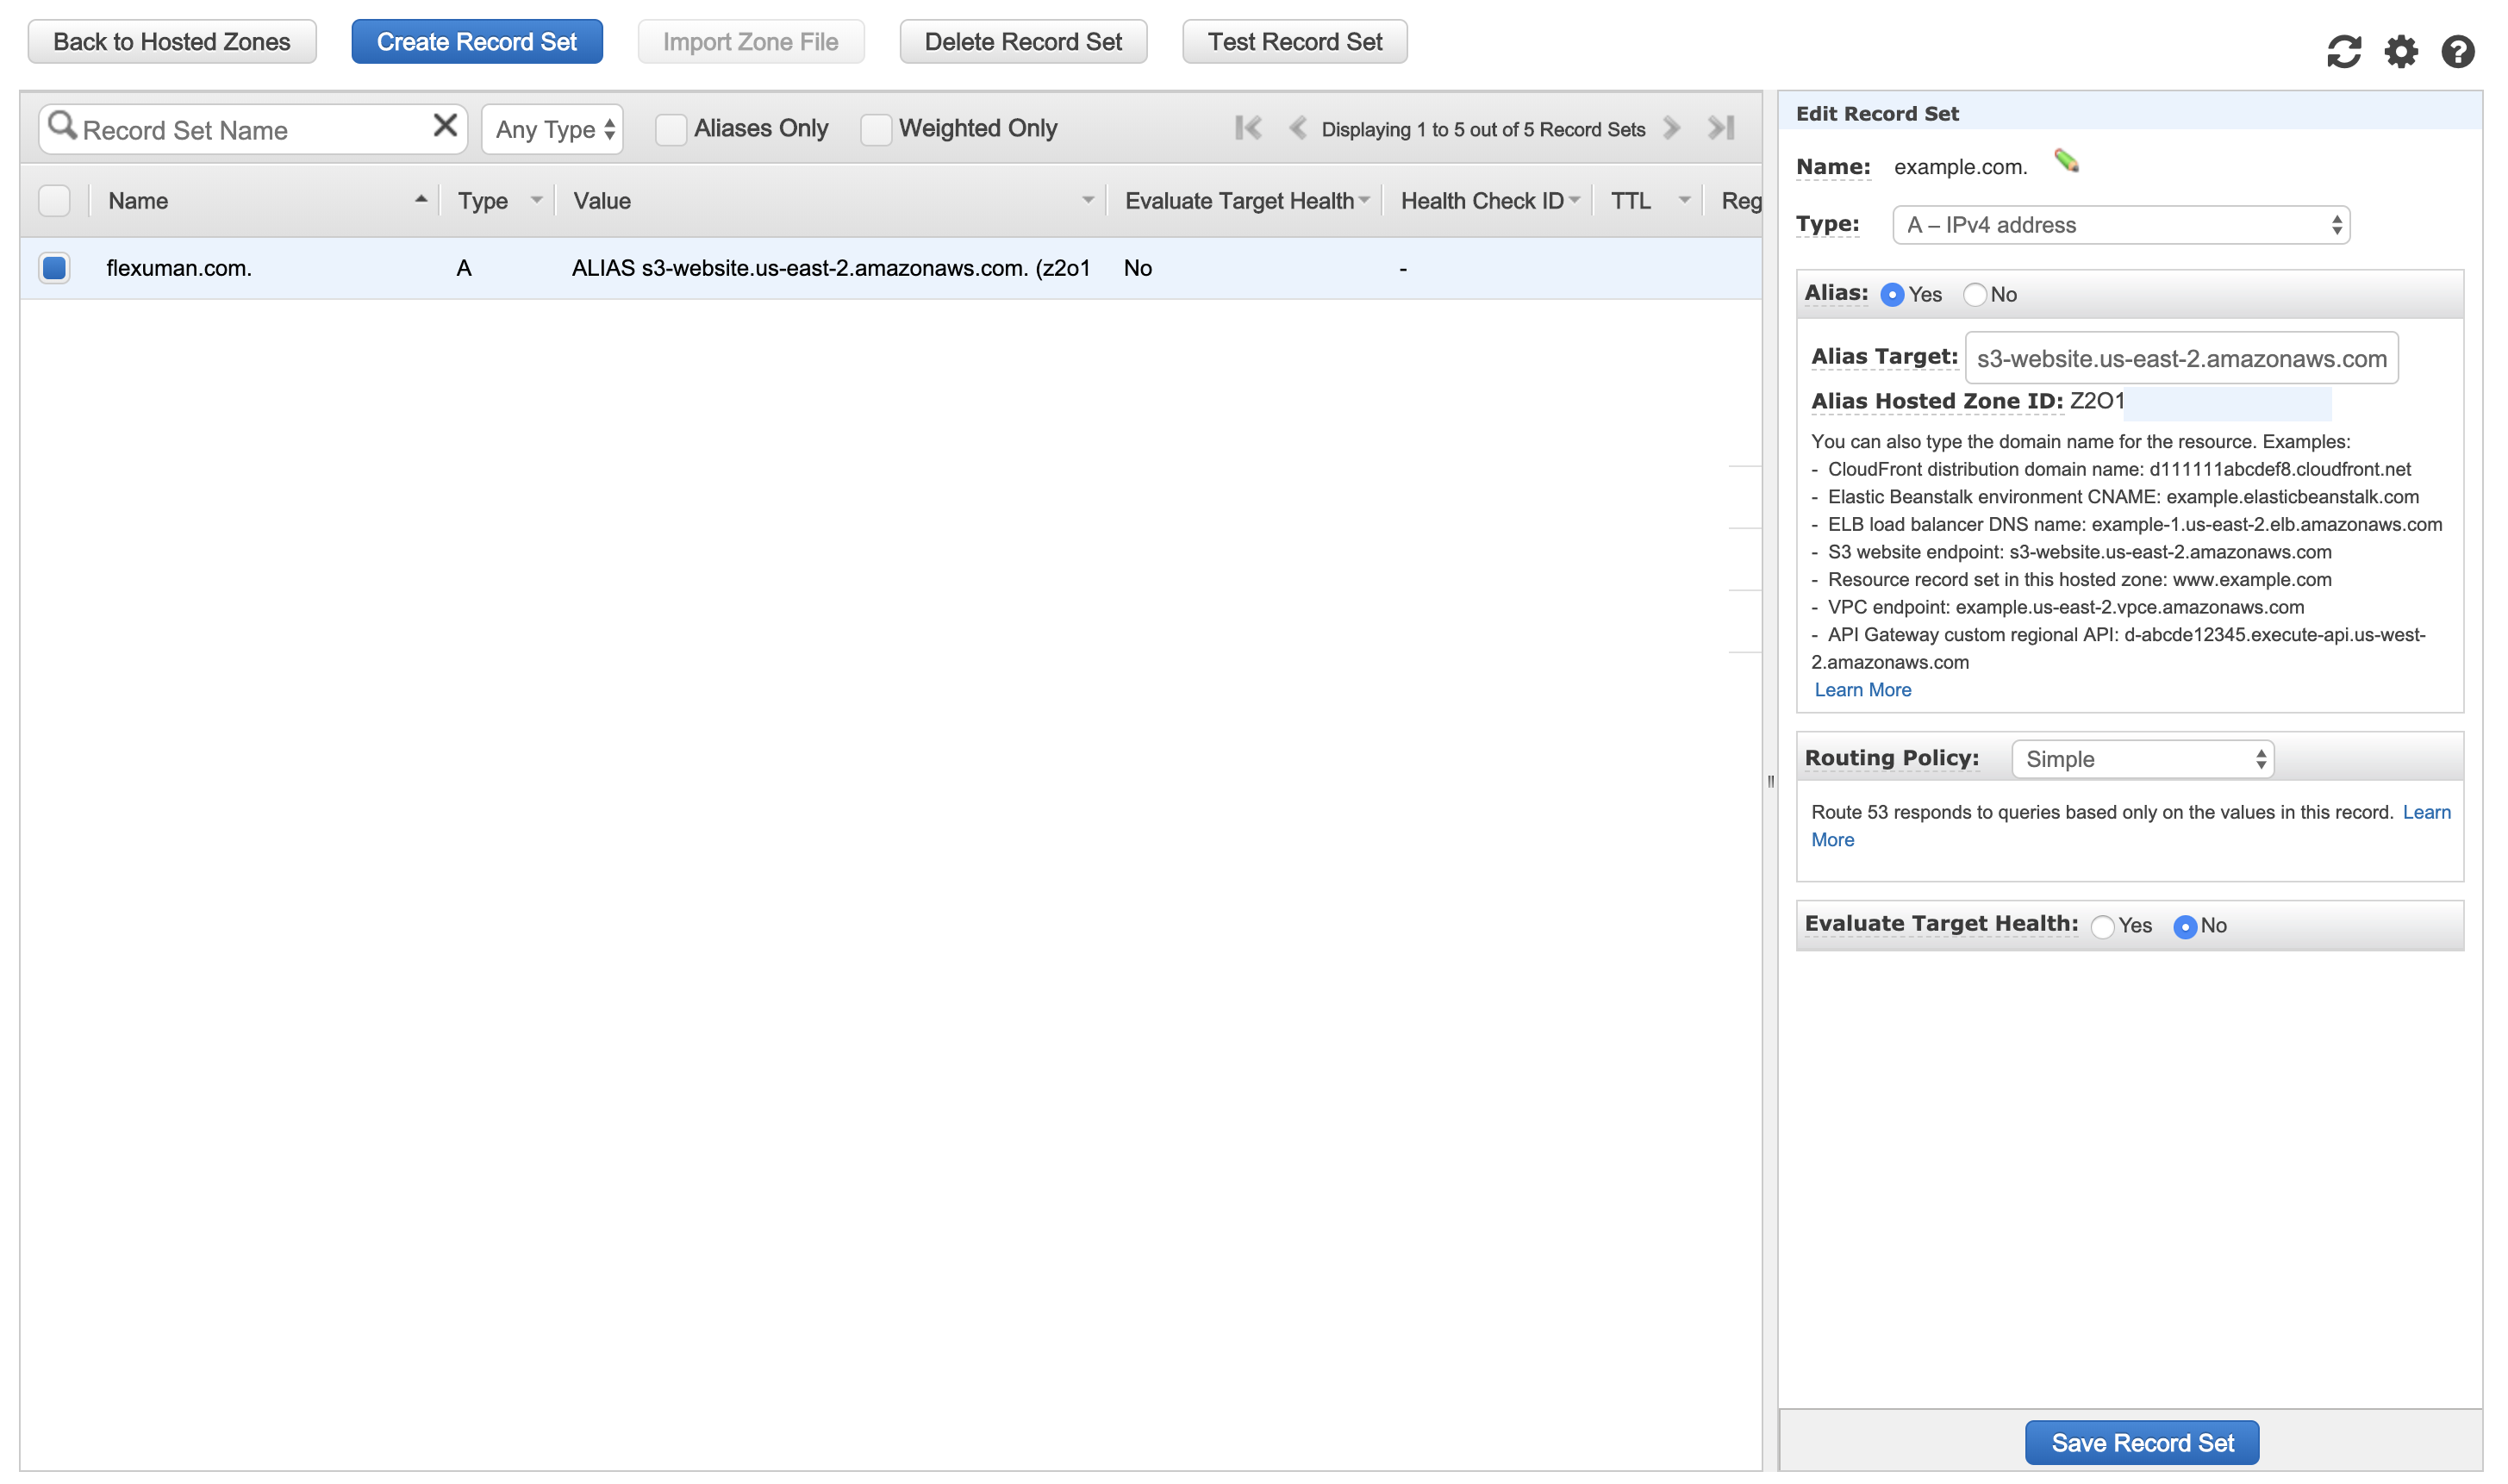 Back to Hosted Zones Create Record Set Import Zone File Delete Record Set Test Record Set
Record Set Name Any Type Aliases Only Weighted Only Displaying 1 to 5 out of 5 Record Sets
Name Type Value Evaluate Target Health Health Check ID TTL Reg
flexuman.com. A ALIAS s3-website.us-east-2.amazonaws.com. (z2o1 No -
Edit Record Set
Name: example.com.
Type: A – IPv4 address
Alias: Yes No
Alias Target: s3-website.us-east-2.amazonaws.com
Alias Hosted Zone ID: Z2O1
You can also type the domain name for the resource. Examples:
- CloudFront distribution domain name: d111111abcdef8.cloudfront.net
- Elastic Beanstalk environment CNAME: example.elasticbeanstalk.com
- ELB load balancer DNS name: example-1.us-east-2.elb.amazonaws.com
- S3 website endpoint: s3-website.us-east-2.amazonaws.com
- Resource record set in this hosted zone: www.example.com
- VPC endpoint: example.us-east-2.vpce.amazonaws.com
- API Gateway custom regional API: d-abcde12345.execute-api.us-west-
2.amazonaws.com
Learn More
Routing Policy: Simple
Route 53 responds to queries based only on the values in this record. Learn
More
Evaluate Target Health: Yes No
Save Record Set